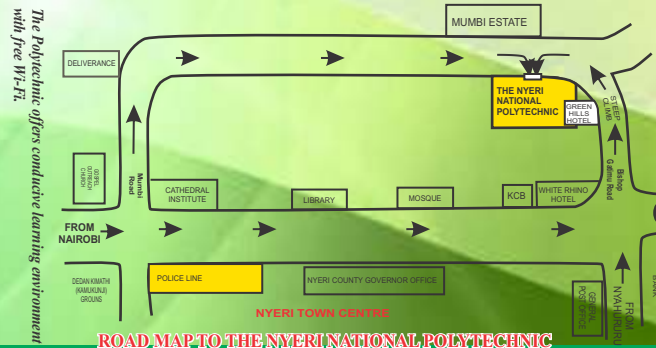 The Polytechnic offers conducive learning environment
with free Wi-Fi.
MUMBI ESTATE
DELIVERANCE
THE NYERI
NATIONAL
POLYTECHNIC
GREEN
HILLS
HOTEL
STEEP
CLIMB
Bishop
Gatimu Road
GOSPEL
OUTREACH
CHURCH
Mumbi
Road
CATHEDRAL
INSTITUTE
LIBRARY
MOSQUE
KCB
WHITE RHINO
HOTEL
FROM
NAIROBI
DEDAN KIMATHI
(KAMUKUNJI)
GROUNS
POLICE LINE
NYERI COUNTY GOVERNOR OFFICE
GENERAL
POST OFFICE
FROM
NYAHURURU
BANK
NYERI TOWN CENTRE
ROAD MAP TO THE NYERI NATIONAL POLYTECHNIC